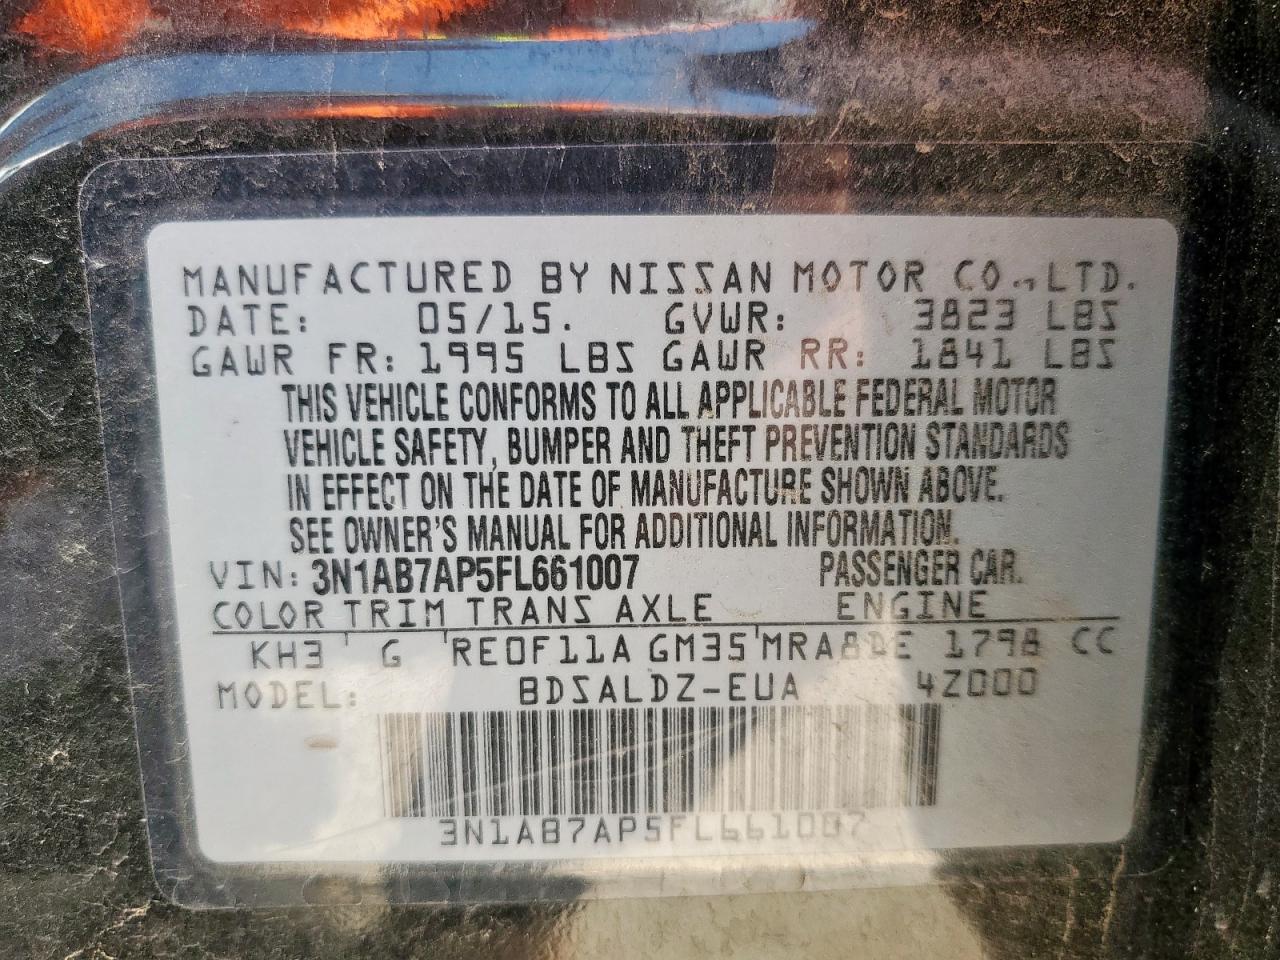 MANUFACTURED BY NISSAN MOTOR CO., LTD.
DATE: 05/15. GVWR: 3823 LBS
GAWR FR: 1995 LBS GAWR RR: 1841 LBS
THIS VEHICLE CONFORMS TO ALL APPLICABLE FEDERAL MOTOR
VEHICLE SAFETY, BUMPER AND THEFT PREVENTION STANDARDS
IN EFFECT ON THE DATE OF MANUFACTURE SHOWN ABOVE.
SEE OWNER'S MANUAL FOR ADDITIONAL INFORMATION.
VIN: 3N1AB7AP5FL661007 PASSENGER CAR.
COLOR TRIM TRANS AXLE ENGINE
KH3 ' G ' RE0F11A GM35 ' MRA8DE 1798 CC
MODEL: BDSALDZ-EUA 4Z000
3N1AB7AP5FL661007